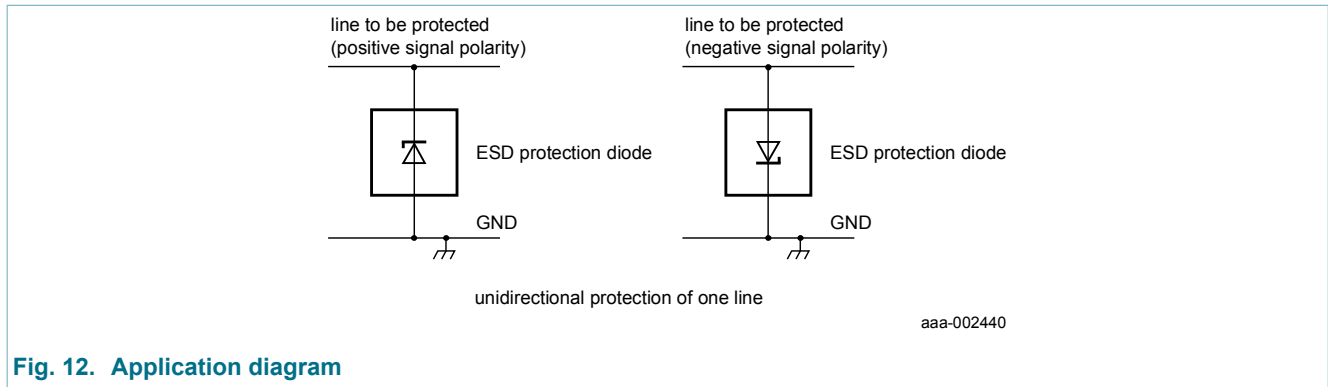 line to be protected
(positive signal polarity)
line to be protected
(negative signal polarity)
ESD protection diode
ESD protection diode
GND
GND
unidirectional protection of one line
aaa-002440
Fig. 12. Application diagram